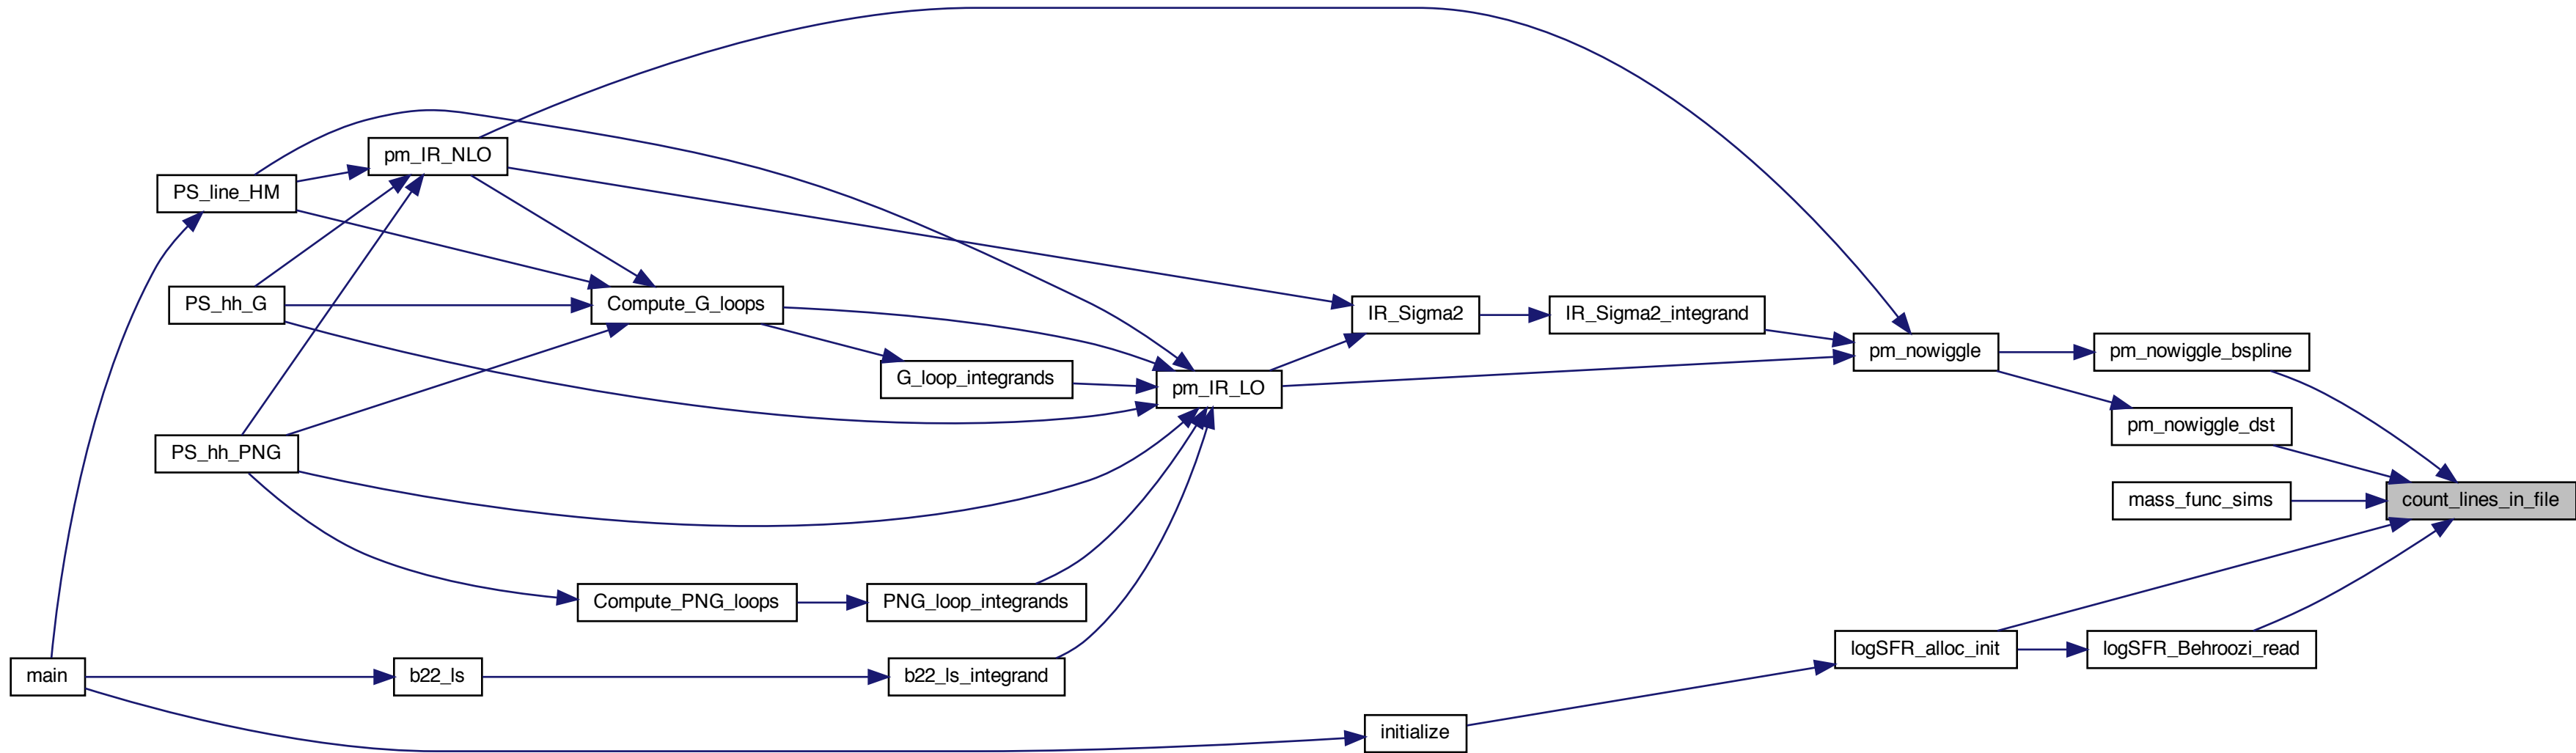 pm_IR_NLO
PS_line_HM
PS_hh_G
Compute_G_loops
IR_Sigma2
IR_Sigma2_integrand
pm_nowiggle
pm_nowiggle_bspline
G_loop_integrands
pm_IR_LO
pm_nowiggle_dst
PS_hh_PNG
mass_func_sims
count_lines_in_file
Compute_PNG_loops
PNG_loop_integrands
logSFR_alloc_init
logSFR_Behroozi_read
main
b22_ls
b22_ls_integrand
initialize